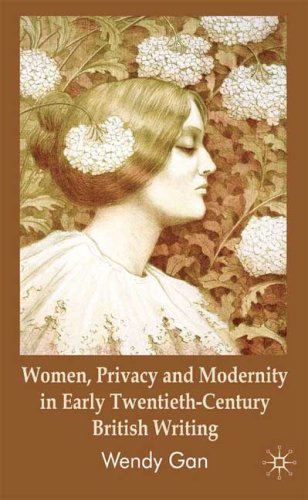 Women, Privacy and Modernity
in Early Twentieth-Century
British Writing
Wendy Gan